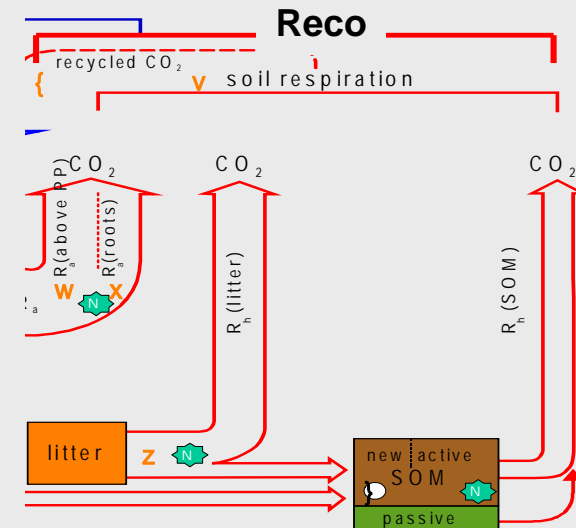 Reco
recycled CO₂
{
v soil respiration
CO₂
CO₂
CO₂
Rₐ(above PP)
Rₐ(roots)
Rₕ(litter)
Rₕ(SOM)
w
N
x
Rₐ
litter
z
N
new active
SOM
}
N
passive